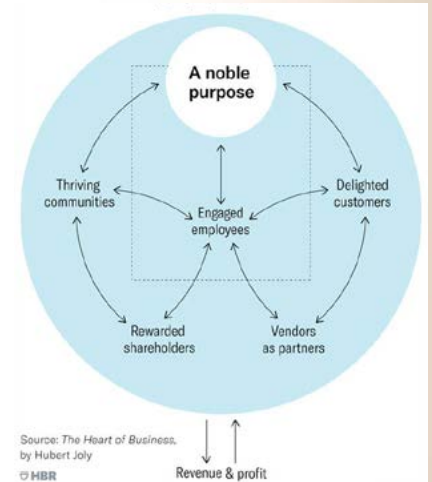 A noble
purpose
Thriving
communities
Delighted
customers
Engaged
employees
Rewarded
shareholders
Vendors
as partners
Source: The Heart of Business,
by Hubert Joly
HBR
Revenue & profit